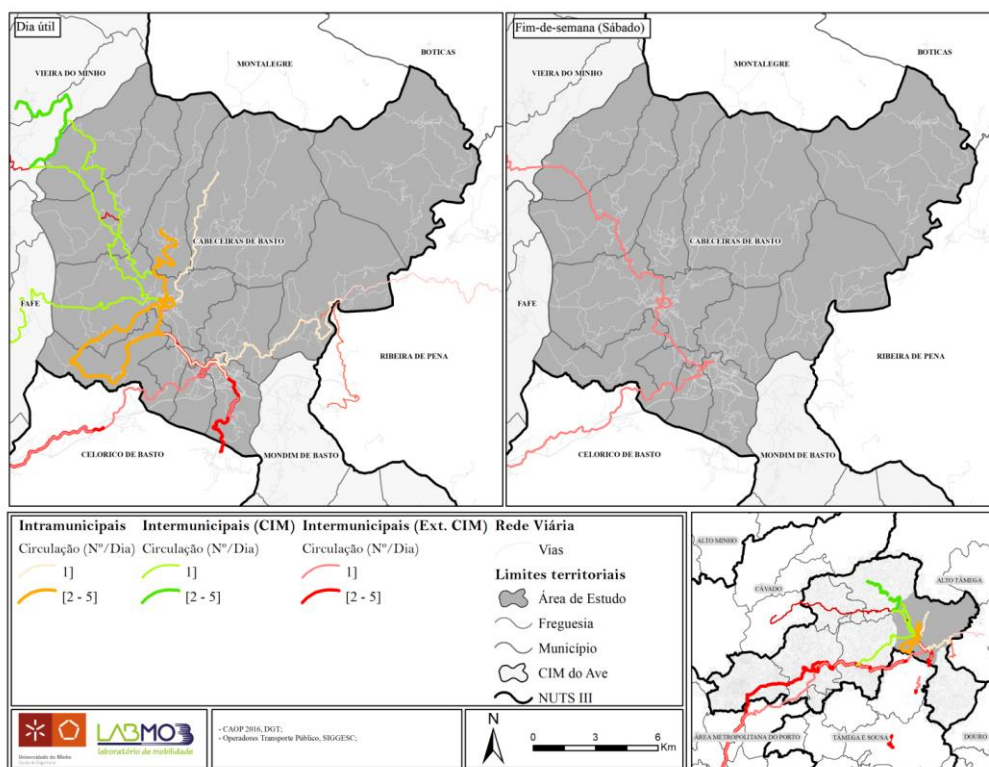 Dia útil
BOTICAS
MONTALEGRE
VIEIRA DO MINHO
CABECEIRAS DE BASTO
FAFE
RIBEIRA DE PENA
CELORICO DE BASTO
MONDIM DE BASTO
Fim-de-semana (Sábado)
BOTICAS
MONTALEGRE
VIEIRA DO MINHO
CABECEIRAS DE BASTO
FAFE
RIBEIRA DE PENA
CELORICO DE BASTO
MONDIM DE BASTO
Intramunicipais
Circulação (Nº/Dia)
1]
[2 - 5]
Intermunicipais (CIM)
Circulação (Nº/Dia)
1]
[2 - 5]
Intermunicipais (Ext. CIM)
Circulação (Nº/Dia)
1]
[2 - 5]
Rede Viária
Vias
Limites territoriais
Área de Estudo
Freguesia
Município
CIM do Ave
NUTS III
ALTO MINHO
CÁVADO
ALTO TÂMEGA
ÁREA METROPOLITANA DO PORTO
TÂMEGA E SOUSA
DOURO
Universidade do Minho
Escola de Engenharia
LABMOB
laboratório de mobilidade
- CAOP 2016, DGT;
- Operadores Transporte Público, SIGGESC;
N
0 3 6
Km